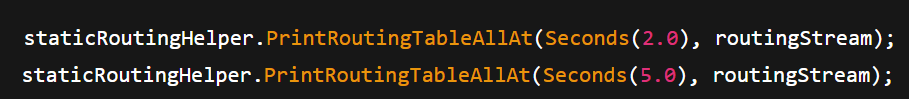 staticRoutingHelper.PrintRoutingTableAllAt(Seconds(2.0), routingStream);
staticRoutingHelper.PrintRoutingTableAllAt(Seconds(5.0), routingStream);